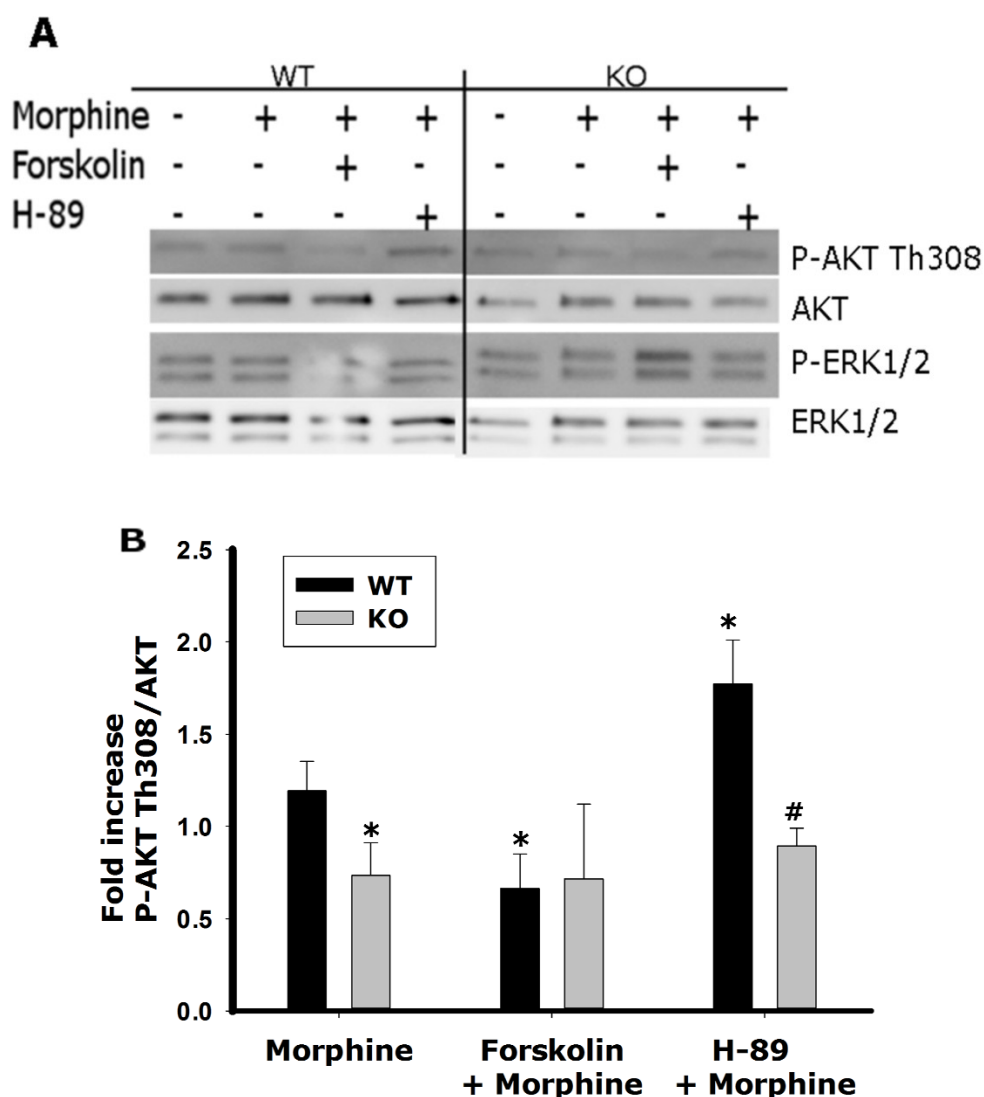 A
WT KO
Morphine - + + + - + + +
Forskolin - - + - - - + -
H-89 - - - + - - - +
P-AKT Th308
AKT
P-ERK1/2
ERK1/2
B
2.5
2.0
1.5
1.0
0.5
0.0
Fold increase
P-AKT Th308/AKT
WT
KO
*
*
*
#
Morphine
Forskolin
+ Morphine
H-89
+ Morphine